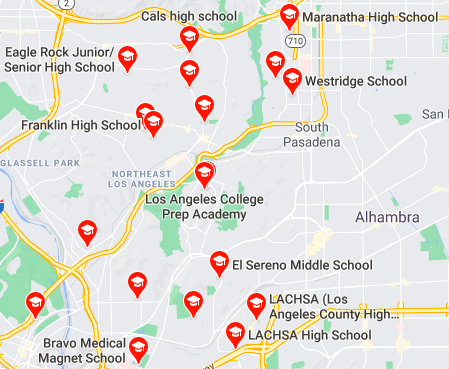 2
Cals high school
Maranatha High School
710
Eagle Rock Junior/
Senior High School
Westridge School
Franklin High School
South
Pasadena
San
GLASSELL PARK
NORTHEAST
LOS ANGELES
Los Angeles College
Prep Academy
Alhambra
El Sereno Middle School
LACHSA (Los
Angeles County High...
LACHSA High School
Bravo Medical
Magnet School